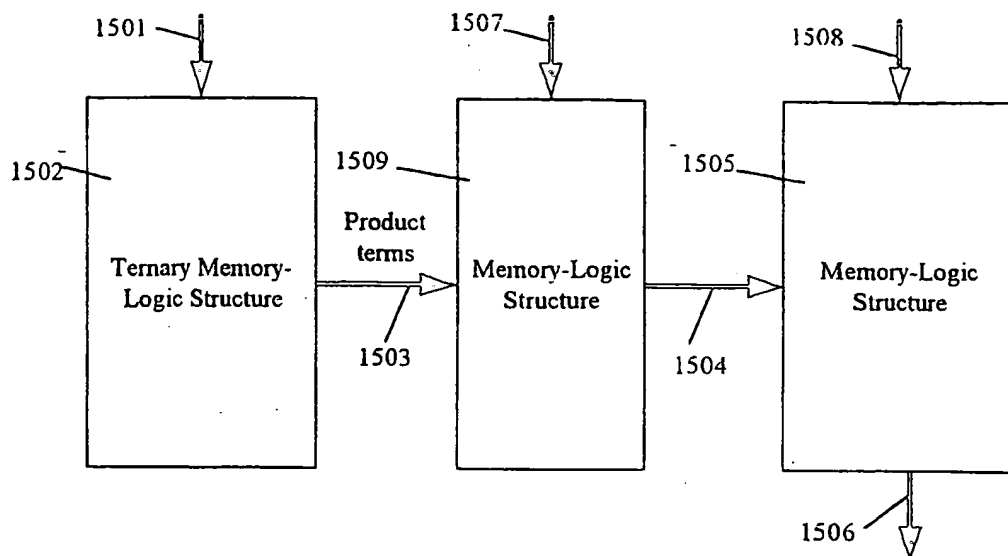 1501
1507
1508
1502
1509
1505
Product
terms
Ternary Memory-
Logic Structure
Memory-Logic
Structure
Memory-Logic
Structure
1503
1504
1506